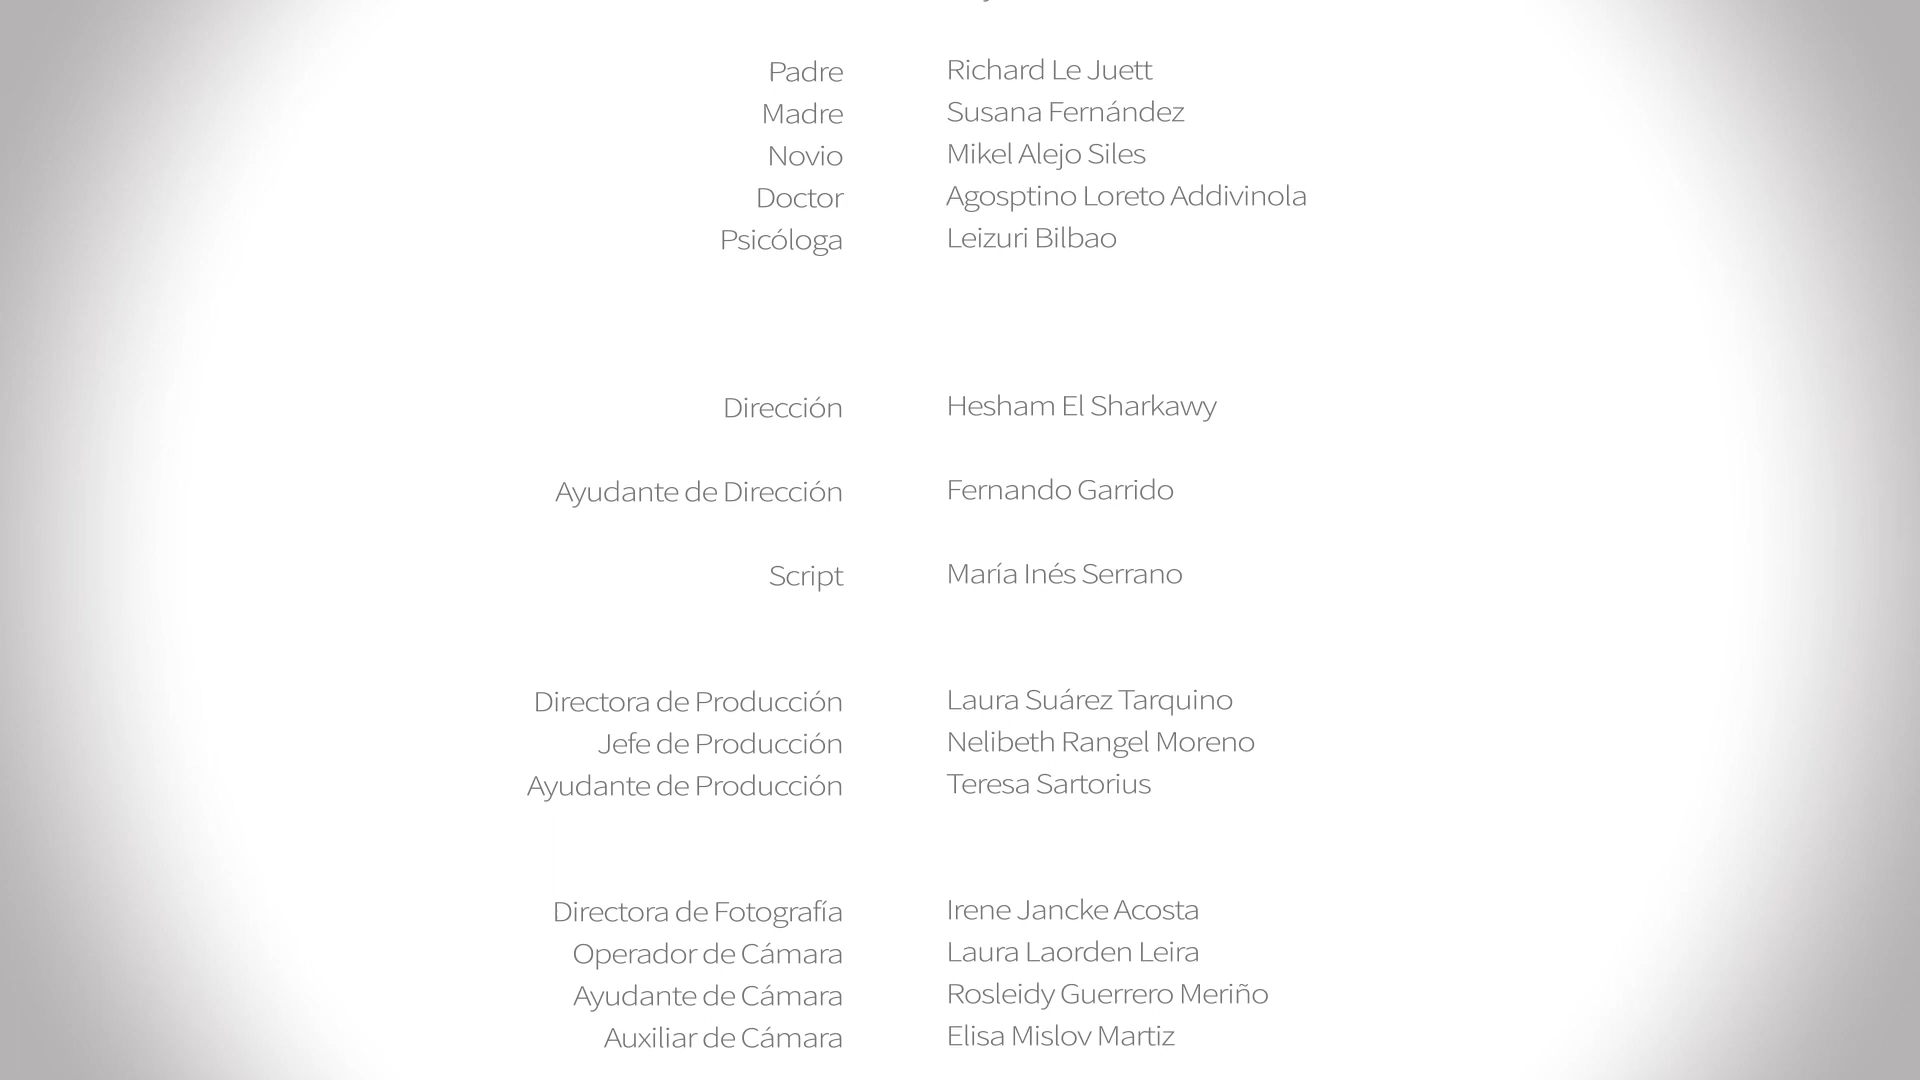 Padre Richard Le Juett
Madre Susana Fernández
Novio Mikel Alejo Siles
Doctor Agosptino Loreto Addivinola
Psicóloga Leizuri Bilbao
Dirección Hesham El Sharkawy
Ayudante de Dirección Fernando Garrido
Script María Inés Serrano
Directora de Producción Laura Suárez Tarquino
Jefe de Producción Nelibeth Rangel Moreno
Ayudante de Producción Teresa Sartorius
Directora de Fotografía Irene Jancke Acosta
Operador de Cámara Laura Laorden Leira
Ayudante de Cámara Rosleidy Guerrero Meriño
Auxiliar de Cámara Elisa Mislov Martiz